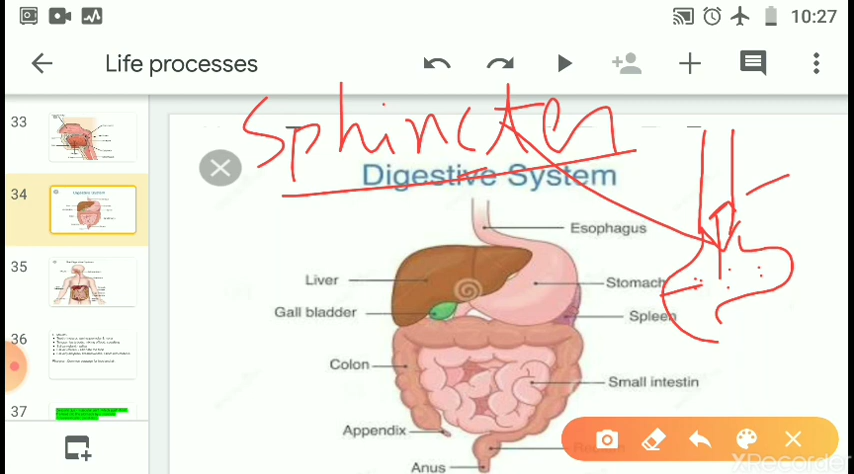 10:27
Life processes
33
34
35
36
37
Sphincter
Digestive System
Esophagus
Liver
Stomach
Gall bladder
Spleen
Colon
Small intestin
Appendix
Anus
XRecorder